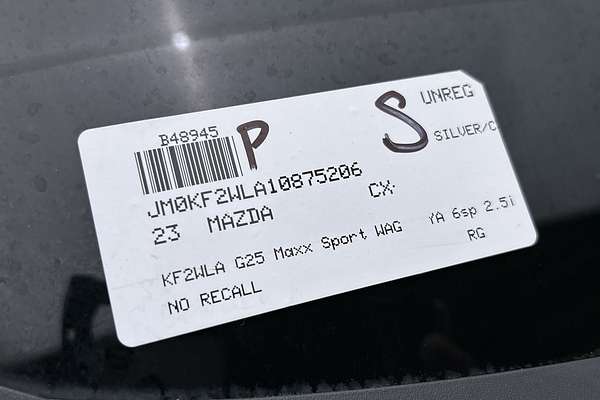 B48945 P S UNREG
SILVER/C
JM0KF2WLA10875206
23 MAZDA CX-
KF2WLA G25 Maxx Sport WAG YA 6sp 2.5i
NO RECALL RG